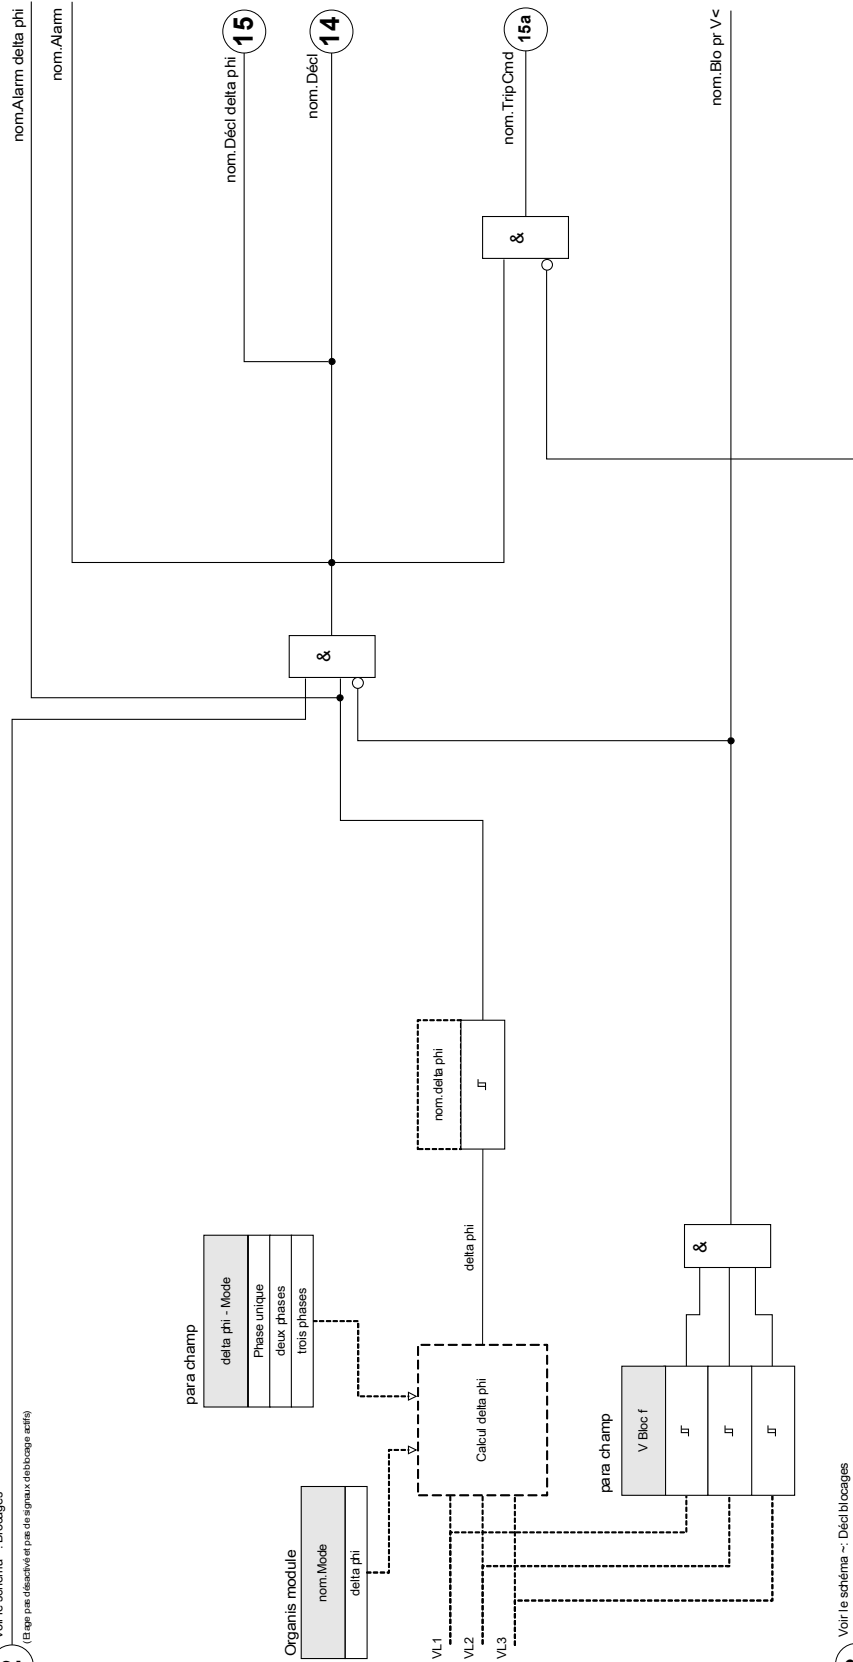 nom.Alarm delta phi
nom.Alarm
15
nom.Décl delta phi
14
nom.Décl
15a
nom.TripCmd
nom.Blo pr V<
&
&
nom.delta phi
delta phi
para champ
delta phi - Mode
Phase unique
deux phases
trois phases
Organis module
nom.Mode
delta phi
Calcul delta phi
VL1
VL2
VL3
para champ
V Bloc f
&
(Etage pas désactivé et pas de signaux de blocage actifs)
Voir le schéma ~: Décl blocages